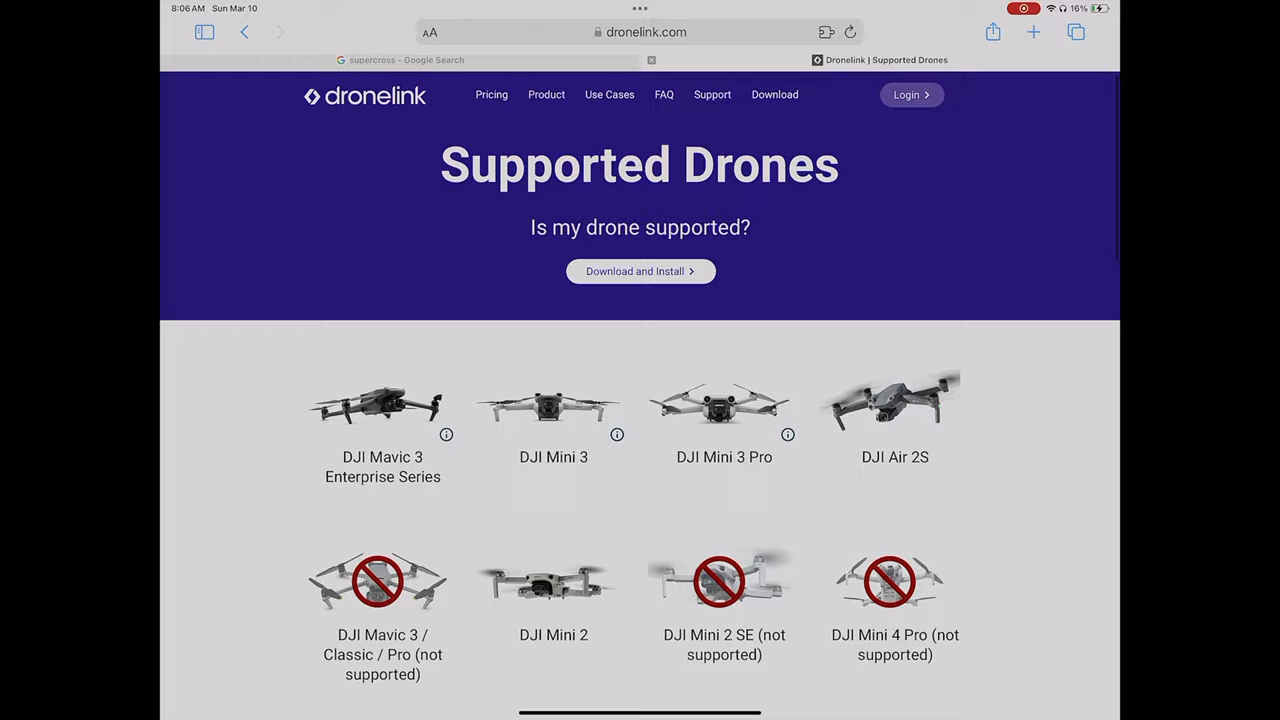 8:06 AM Sun Mar 10
16%
AA
dronelink.com
supercross - Google Search
Dronelink | Supported Drones
dronelink
Pricing
Product
Use Cases
FAQ
Support
Download
Login
Supported Drones
Is my drone supported?
Download and Install
DJI Mavic 3
Enterprise Series
DJI Mini 3
DJI Mini 3 Pro
DJI Air 2S
DJI Mavic 3 /
Classic / Pro (not
supported)
DJI Mini 2
DJI Mini 2 SE (not
supported)
DJI Mini 4 Pro (not
supported)